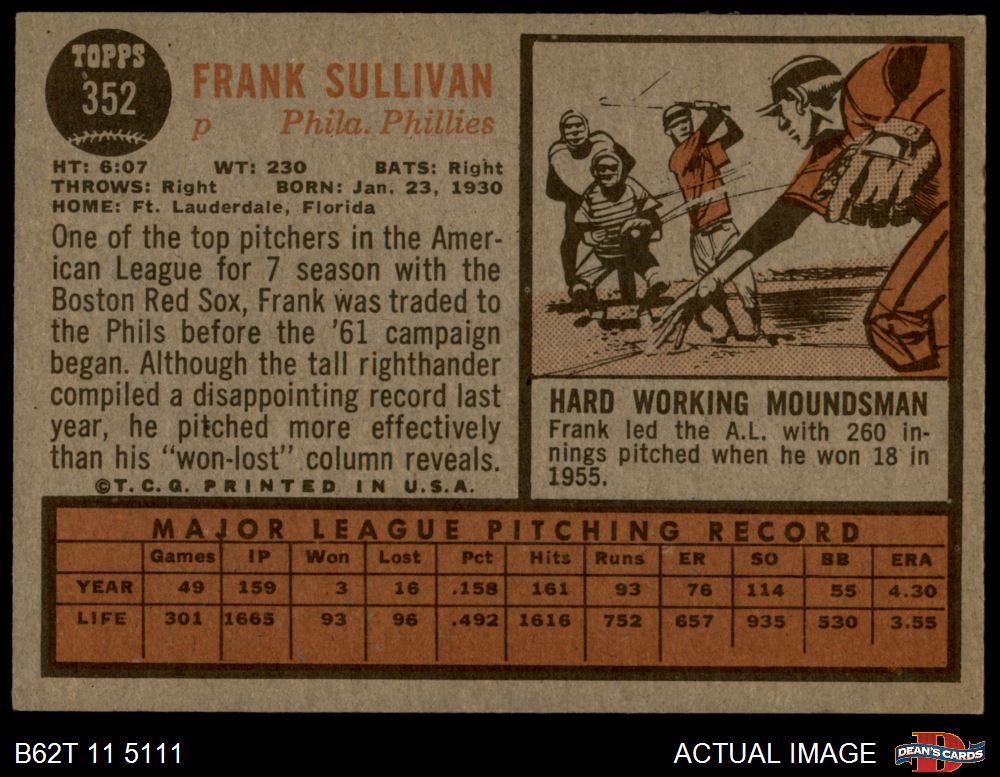 TOPPS
352
FRANK SULLIVAN
p Phila. Phillies
HT: 6:07 WT: 230 BATS: Right
THROWS: Right BORN: Jan. 23, 1930
HOME: Ft. Lauderdale, Florida
One of the top pitchers in the Amer-
ican League for 7 season with the
Boston Red Sox, Frank was traded to
the Phils before the '61 campaign
began. Although the tall righthander
compiled a disappointing record last
year, he pitched more effectively
than his "won-lost" column reveals.
©T.C.G. PRINTED IN U.S.A.
HARD WORKING MOUNDSMAN
Frank led the A.L. with 260 in-
nings pitched when he won 18 in
1955.
MAJOR LEAGUE PITCHING RECORD
Games IP Won Lost Pct Hits Runs ER SO BB ERA
YEAR 49 159 3 16 .158 161 93 76 114 55 4.30
LIFE 301 1665 93 96 .492 1616 752 657 935 530 3.55
B62T 11 5111
ACTUAL IMAGE
D
DEAN'S CARDS